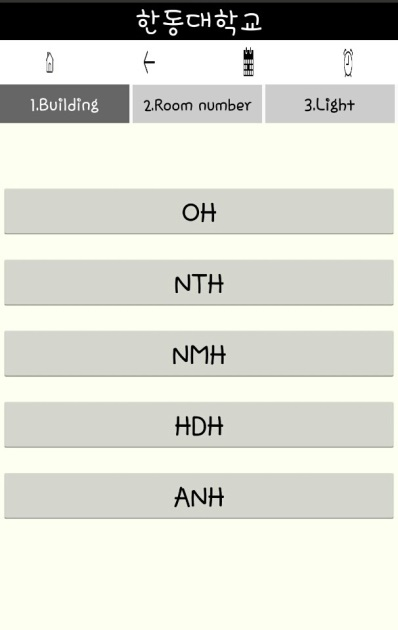 한동대학교
1.Building 2.Room number 3.Light
OH
NTH
NMH
HDH
ANH